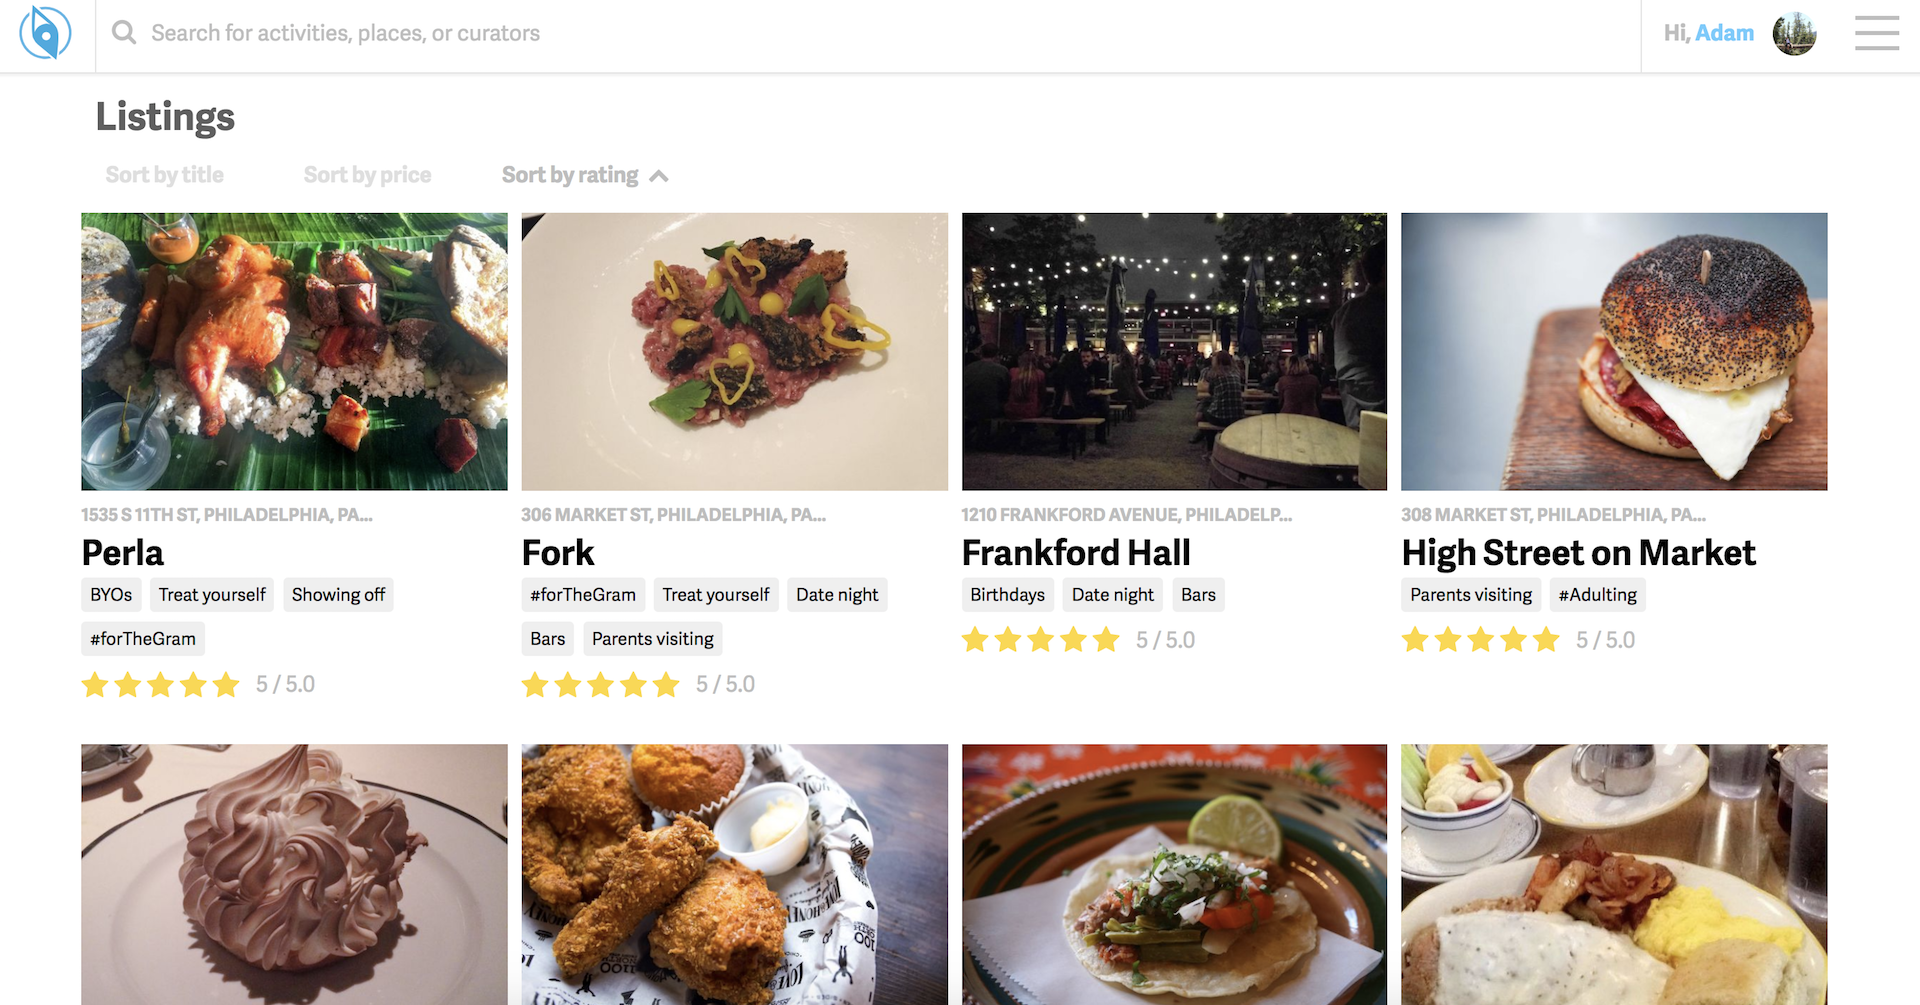 Search for activities, places, or curators
Hi, Adam
Listings
Sort by title
Sort by price
Sort by rating
1535 S 11TH ST, PHILADELPHIA, PA...
Perla
BYOs
Treat yourself
Showing off
#forTheGram
5 / 5.0
306 MARKET ST, PHILADELPHIA, PA...
Fork
#forTheGram
Treat yourself
Date night
Bars
Parents visiting
5 / 5.0
1210 FRANKFORD AVENUE, PHILADELP...
Frankford Hall
Birthdays
Date night
Bars
5 / 5.0
308 MARKET ST, PHILADELPHIA, PA...
High Street on Market
Parents visiting
#Adulting
5 / 5.0